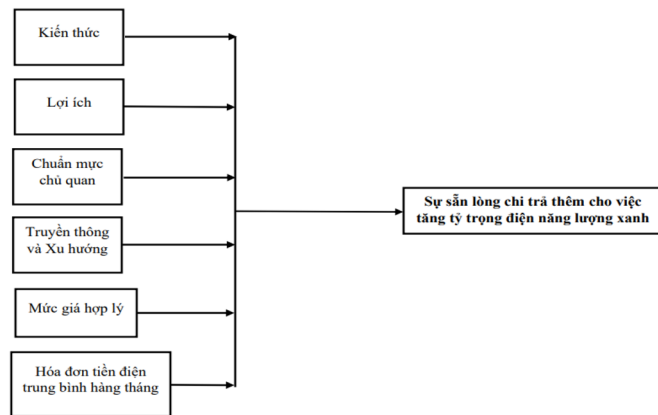 Kiến thức
Lợi ích
Chuẩn mực
chủ quan
Truyền thông
và Xu hướng
Mức giá hợp lý
Hóa đơn tiền điện
trung bình hàng tháng
Sự sẵn lòng chi trả thêm cho việc
tăng tỷ trọng điện năng lượng xanh